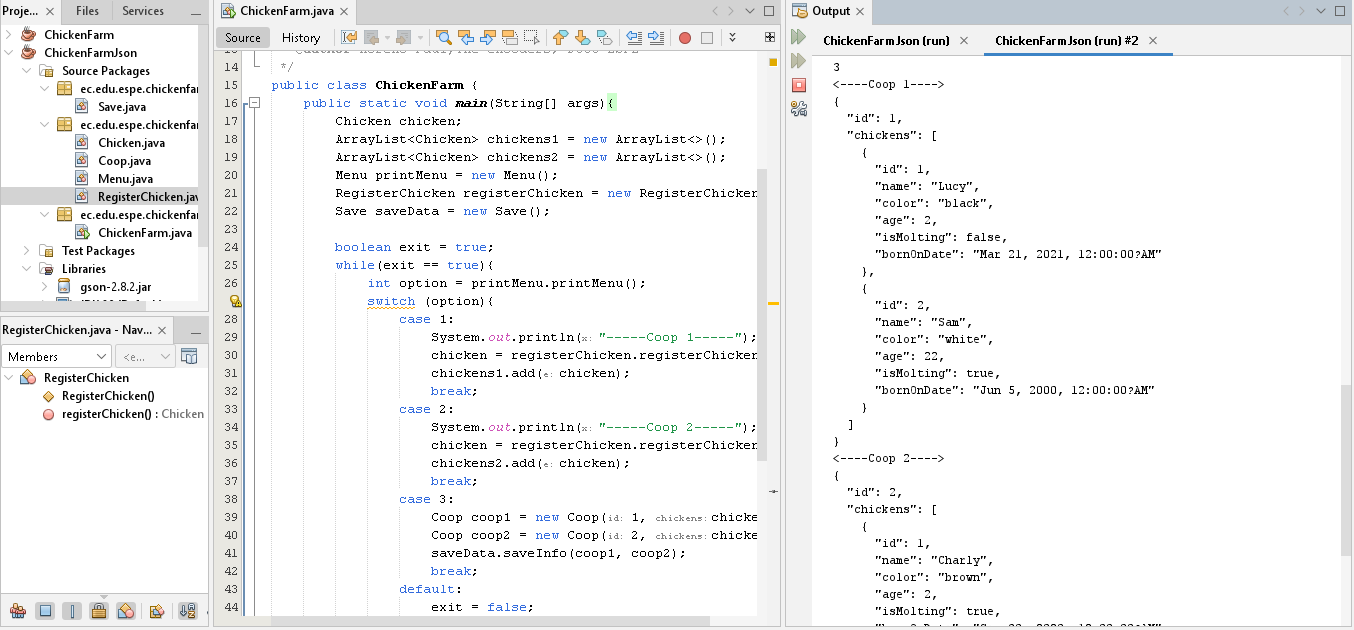 Proje...
Files
Services
ChickenFarm
ChickenFarmJson
Source Packages
ec.edu.espe.chickenfar
Save.java
ec.edu.espe.chickenfar
Chicken.java
Coop.java
Menu.java
RegisterChicken.jav
ec.edu.espe.chickenfar
ChickenFarm.java
Test Packages
Libraries
gson-2.8.2.jar
RegisterChicken.java - Nav...
Members
<e...
RegisterChicken
RegisterChicken()
registerChicken() : Chicken
ChickenFarm.java
Source
History
14 */
15 public class ChickenFarm {
16 public static void main(String[] args){
17 Chicken chicken;
18 ArrayList<Chicken> chickens1 = new ArrayList<>();
19 ArrayList<Chicken> chickens2 = new ArrayList<>();
20 Menu printMenu = new Menu();
21 RegisterChicken registerChicken = new RegisterChicken
22 Save saveData = new Save();
23
24 boolean exit = true;
25 while(exit == true){
26 int option = printMenu.printMenu();
switch (option){
28 case 1:
29 System.out.println(x: "-----Coop 1-----");
30 chicken = registerChicken.registerChicken
31 chickens1.add(e: chicken);
32 break;
33 case 2:
34 System.out.println(x: "-----Coop 2-----");
35 chicken = registerChicken.registerChicken
36 chickens2.add(e: chicken);
37 break;
38 case 3:
39 Coop coop1 = new Coop(id: 1, chickens: chicke
40 Coop coop2 = new Coop(id: 2, chickens: chicke
41 saveData.saveInfo(coop1, coop2);
42 break;
43 default:
44 exit = false;
Output
ChickenFarmJson (run)
ChickenFarmJson (run) #2
3
<----Coop 1---->
{
"id": 1,
"chickens": [
{
"id": 1,
"name": "Lucy",
"color": "black",
"age": 2,
"isMolting": false,
"bornOnDate": "Mar 21, 2021, 12:00:00?AM"
},
{
"id": 2,
"name": "Sam",
"color": "white",
"age": 22,
"isMolting": true,
"bornOnDate": "Jun 5, 2000, 12:00:00?AM"
}
]
}
<----Coop 2---->
{
"id": 2,
"chickens": [
{
"id": 1,
"name": "Charly",
"color": "brown",
"age": 2,
"isMolting": true,